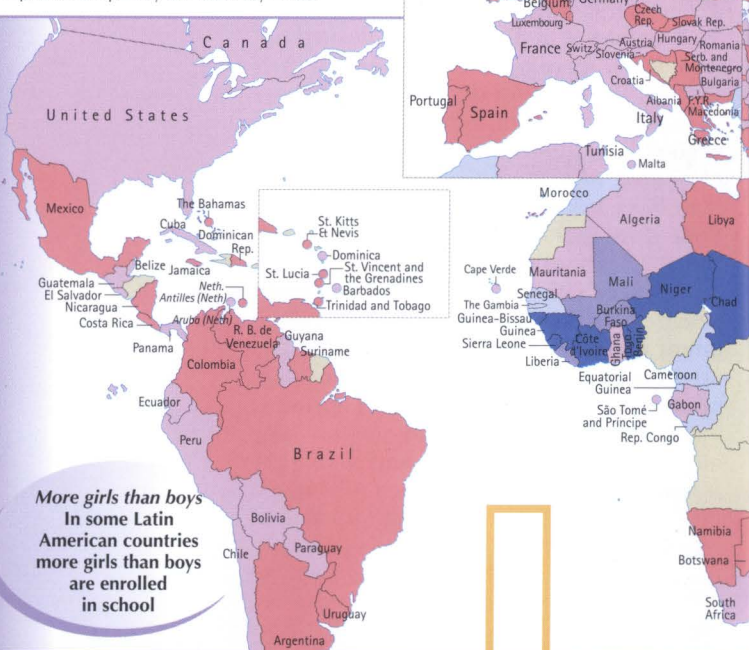 Canada
United States
Mexico
The Bahamas
Cuba
Dominican
Rep.
Belize
Jamaica
Guatemala
El Salvador
Nicaragua
Costa Rica
Panama
Neth.
Antilles (Neth)
Aruba (Neth)
St. Kitts
& Nevis
Dominica
St. Lucia
St. Vincent and
the Grenadines
Barbados
Trinidad and Tobago
R. B. de
Venezuela
Guyana
Suriname
Colombia
Ecuador
Peru
Brazil
Bolivia
Chile
Paraguay
Uruguay
Argentina
More girls than boys
In some Latin
American countries
more girls than boys
are enrolled
in school
Belgium
Germany
Luxembourg
Czech
Rep.
Slovak Rep.
France
Switz.
Austria
Hungary
Slovenia
Romania
Serb. and
Montenegro
Croatia
Bulgaria
Portugal
Spain
Albania
F.Y.R.
Macedonia
Italy
Greece
Tunisia
Malta
Morocco
Algeria
Libya
Cape Verde
Mauritania
Mali
Niger
Chad
Senegal
The Gambia
Guinea-Bissau
Guinea
Sierra Leone
Liberia
Burkina
Faso
Côte
d'Ivoire
Ghana
Togo
Benin
Equatorial
Guinea
Cameroon
São Tomé
and Principe
Gabon
Rep. Congo
Namibia
Botswana
South
Africa